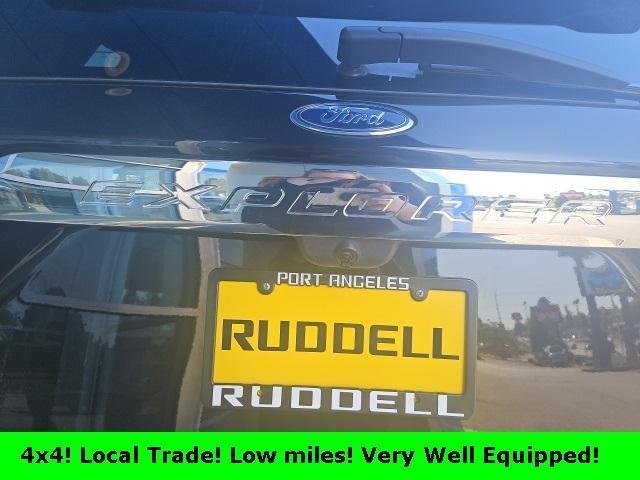 Ford
EXPLORER
PORT ANGELES
RUDDELL
RUDDELL
4x4! Local Trade! Low miles! Very Well Equipped!